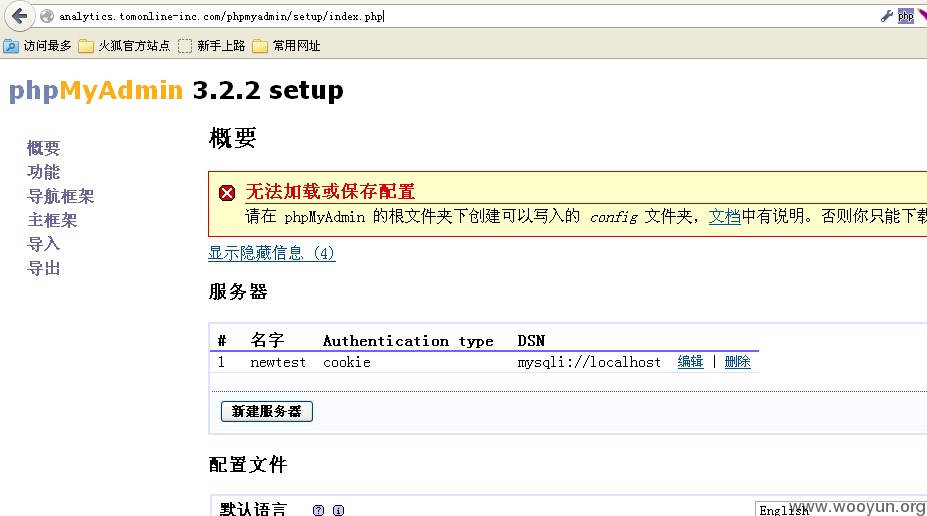 analytics.tomonline-inc.com/phpmyadmin/setup/index.php
php
访问最多 火狐官方站点 新手上路 常用网址
phpMyAdmin 3.2.2 setup
概要
功能
导航框架
主框架
导入
导出
概要
无法加载或保存配置
请在 phpMyAdmin 的根文件夹下创建可以写入的 config 文件夹，文档中有说明。否则你只能下载
显示隐藏信息 (4)
服务器
# 名字 Authentication type DSN
1 newtest cookie mysqli://localhost 编辑 | 删除
新建服务器
配置文件
默认语言 English
www.wooyun.org